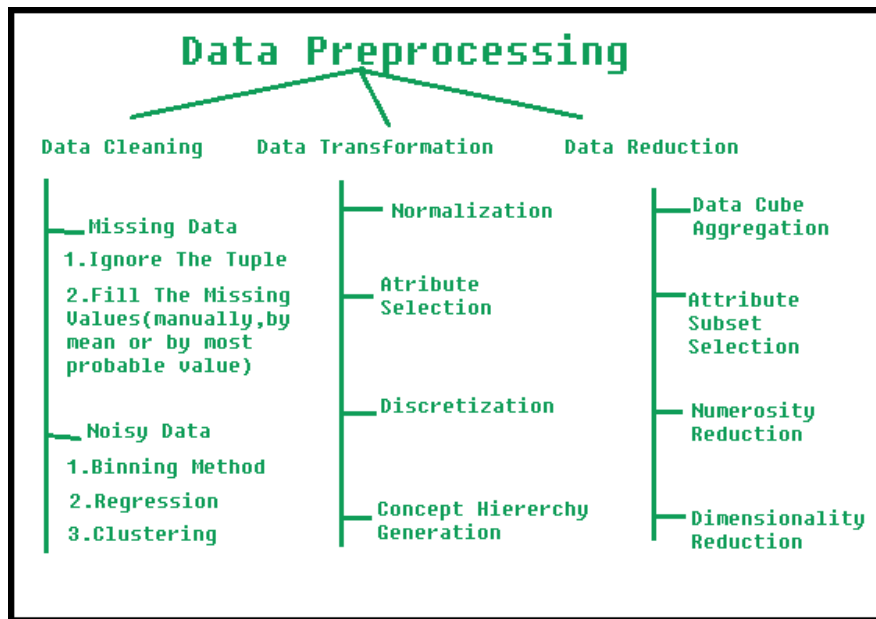 Data Preprocessing
Data Cleaning
Missing Data
1.Ignore The Tuple
2.Fill The Missing
Values(manually,by
mean or by most
probable value)
Noisy Data
1.Binning Method
2.Regression
3.Clustering
Data Transformation
Normalization
Atribute
Selection
Discretization
Concept Hiererchy
Generation
Data Reduction
Data Cube
Aggregation
Attribute
Subset
Selection
Numerosity
Reduction
Dimensionality
Reduction